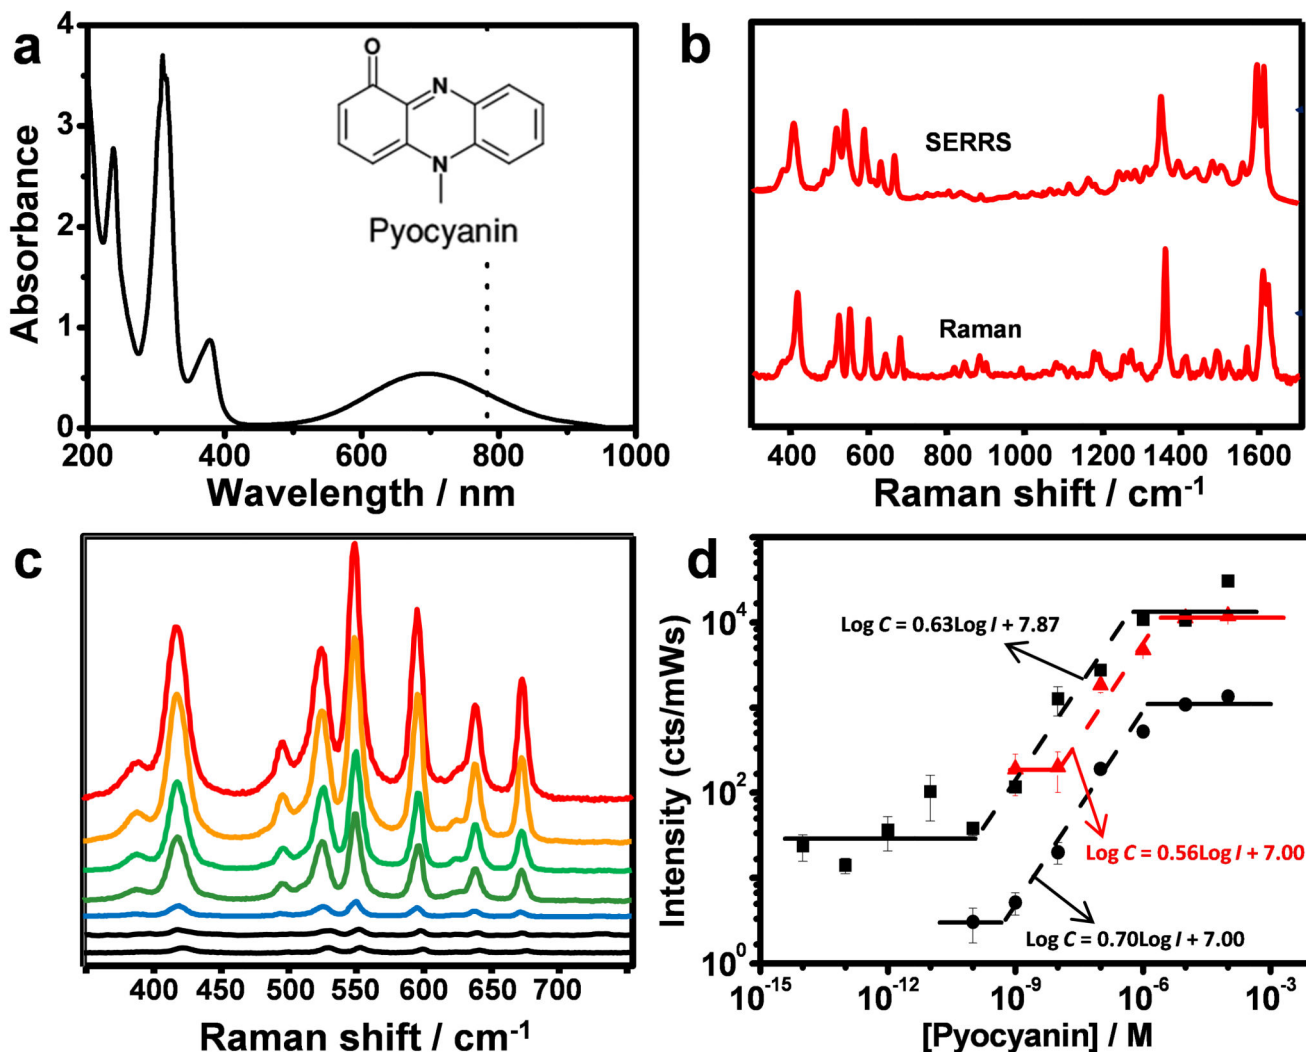 a
4
3
2
1
0
Absorbance
O
N
N
Pyocyanin
200 400 600 800 1000
Wavelength / nm
b
SERRS
Raman
400 600 800 1000 1200 1400 1600
Raman shift / cm-1
c
400 450 500 550 600 650 700
Raman shift / cm-1
d
Intensity (cts/mWs)
10^4
10^2
10^0
Log C = 0.63Log I + 7.87
Log C = 0.56Log I + 7.00
Log C = 0.70Log I + 7.00
10^-15 10^-12 10^-9 10^-6 10^-3
[Pyocyanin] / M